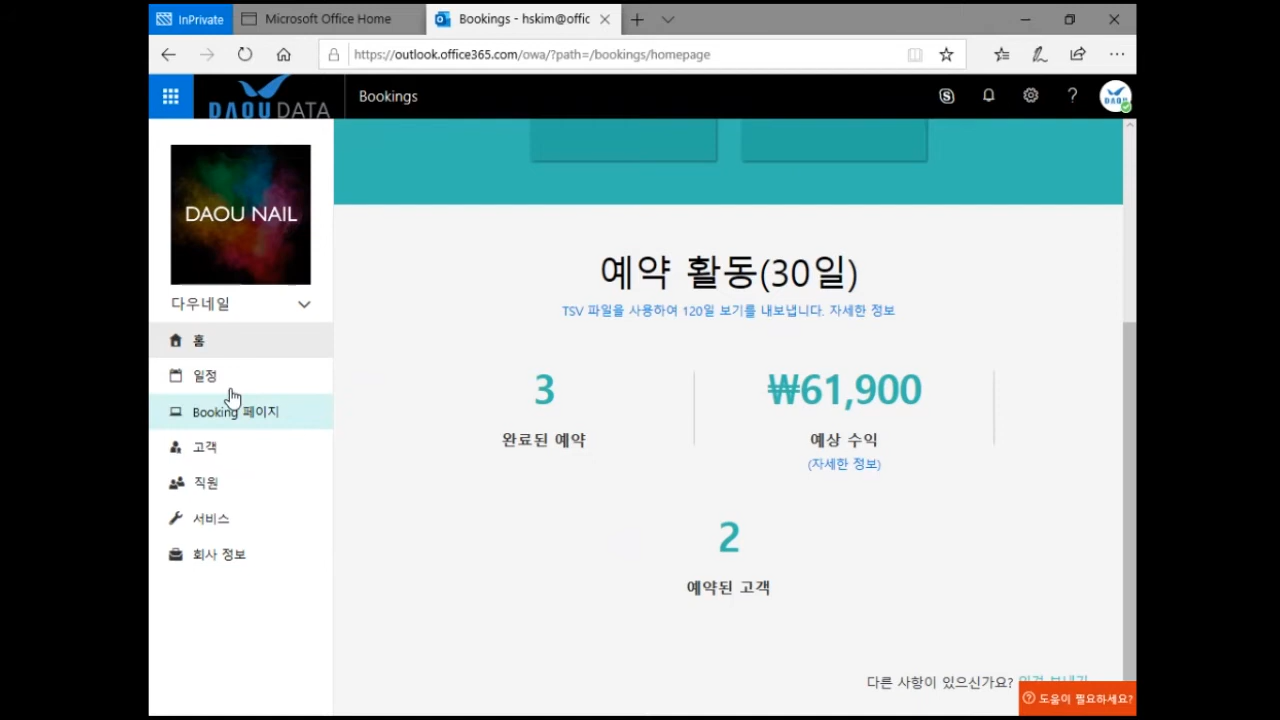 InPrivate
Microsoft Office Home
Bookings - hskim@offic
https://outlook.office365.com/owa/?path=/bookings/homepage
DAOU DATA
Bookings
DAOU NAIL
다우네일
홈
일정
Booking 페이지
고객
직원
서비스
회사 정보
예약 활동(30일)
TSV 파일을 사용하여 120일 보기를 내보냅니다. 자세한 정보
3
완료된 예약
₩61,900
예상 수익
(자세한 정보)
2
예약된 고객
다른 사항이 있으신가요?
도움이 필요하세요?